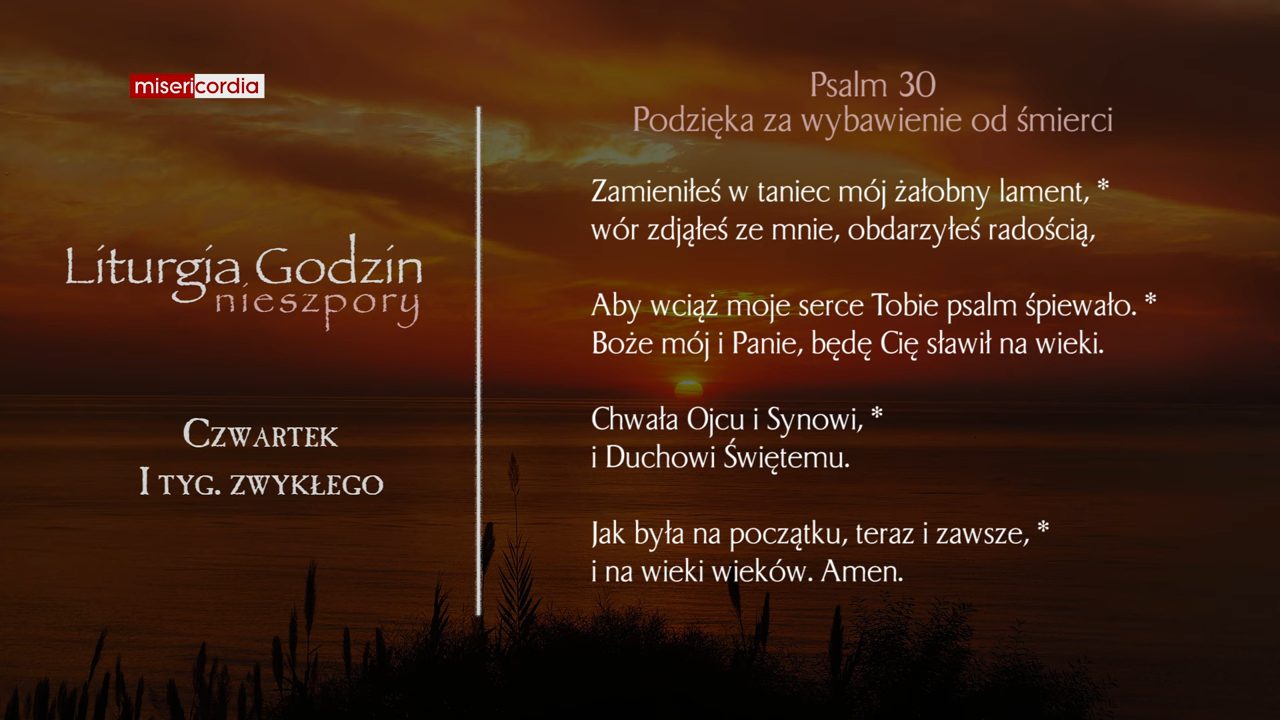 misericordia
Liturgia Godzin
nieszpory
Czwartek
I tyg. zwykłego
Psalm 30
Podzięka za wybawienie od śmierci
Zamieniłeś w taniec mój żałobny lament, *
wór zdjąłeś ze mnie, obdarzyłeś radością,
Aby wciąż moje serce Tobie psalm śpiewało. *
Boże mój i Panie, będę Cię sławił na wieki.
Chwała Ojcu i Synowi, *
i Duchowi Świętemu.
Jak była na początku, teraz i zawsze, *
i na wieki wieków. Amen.